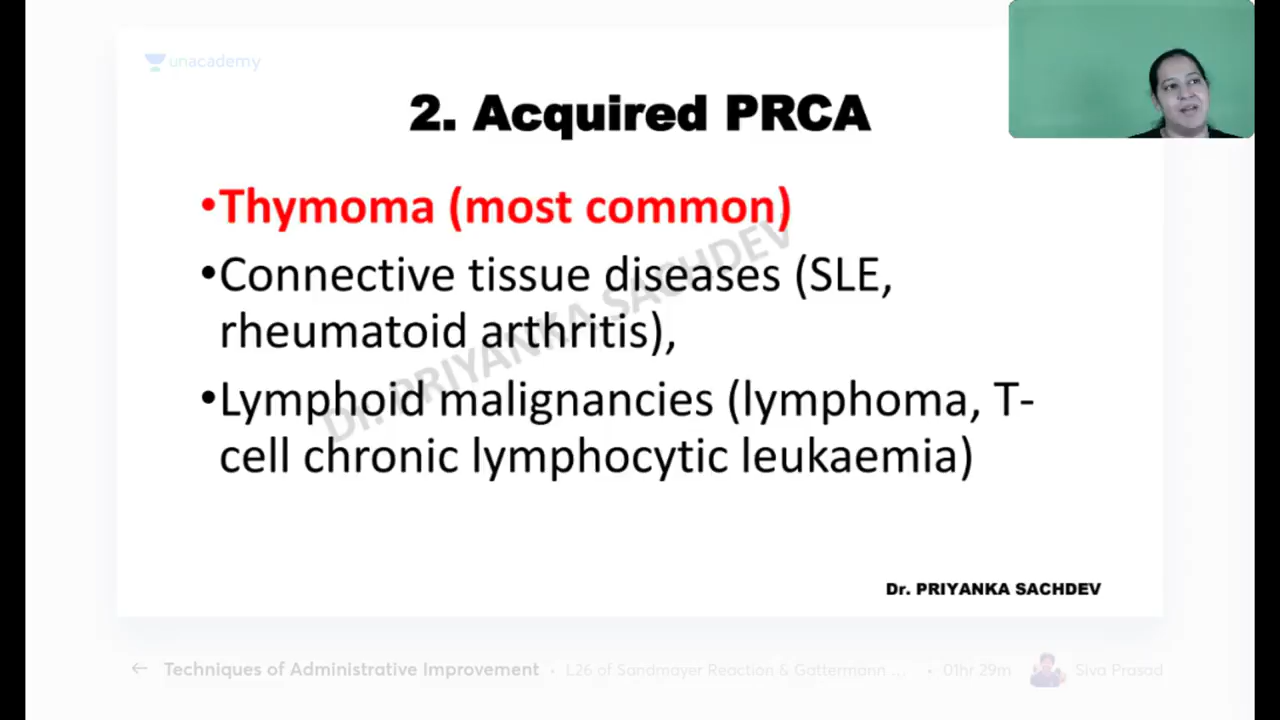 unacademy
2. Acquired PRCA
•Thymoma (most common)
•Connective tissue diseases (SLE,
rheumatoid arthritis),
•Lymphoid malignancies (lymphoma, T-
cell chronic lymphocytic leukaemia)
Dr. PRIYANKA SACHDEV
Dr. PRIYANKA SACHDEV
← Techniques of Administrative Improvement • L26 of Sandmayer Reaction & Gattermann ... • 01hr 29m Siva Prasad